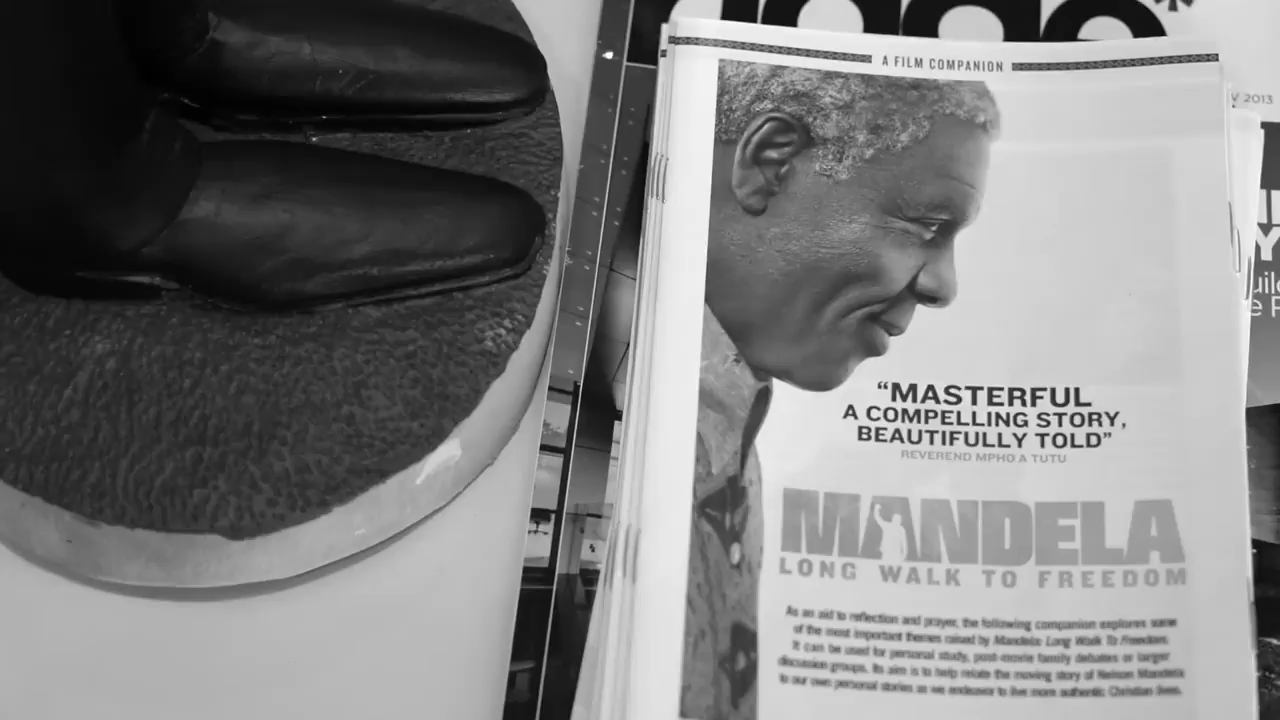 A FILM COMPANION
V 2013
"MASTERFUL
A COMPELLING STORY,
BEAUTIFULLY TOLD"
REVEREND MPHO A TUTU
MANDELA
LONG WALK TO FREEDOM
As an aid to reflection and prayer, the following companion explores some
of the most important themes raised by Mandela: Long Walk To Freedom.
It can be used for personal study, post-movie family debates or larger
discussion groups. Its aim is to help relate the moving story of Nelson Mandela
to our own personal stories as we endeavor to live more authentic Christian lives.